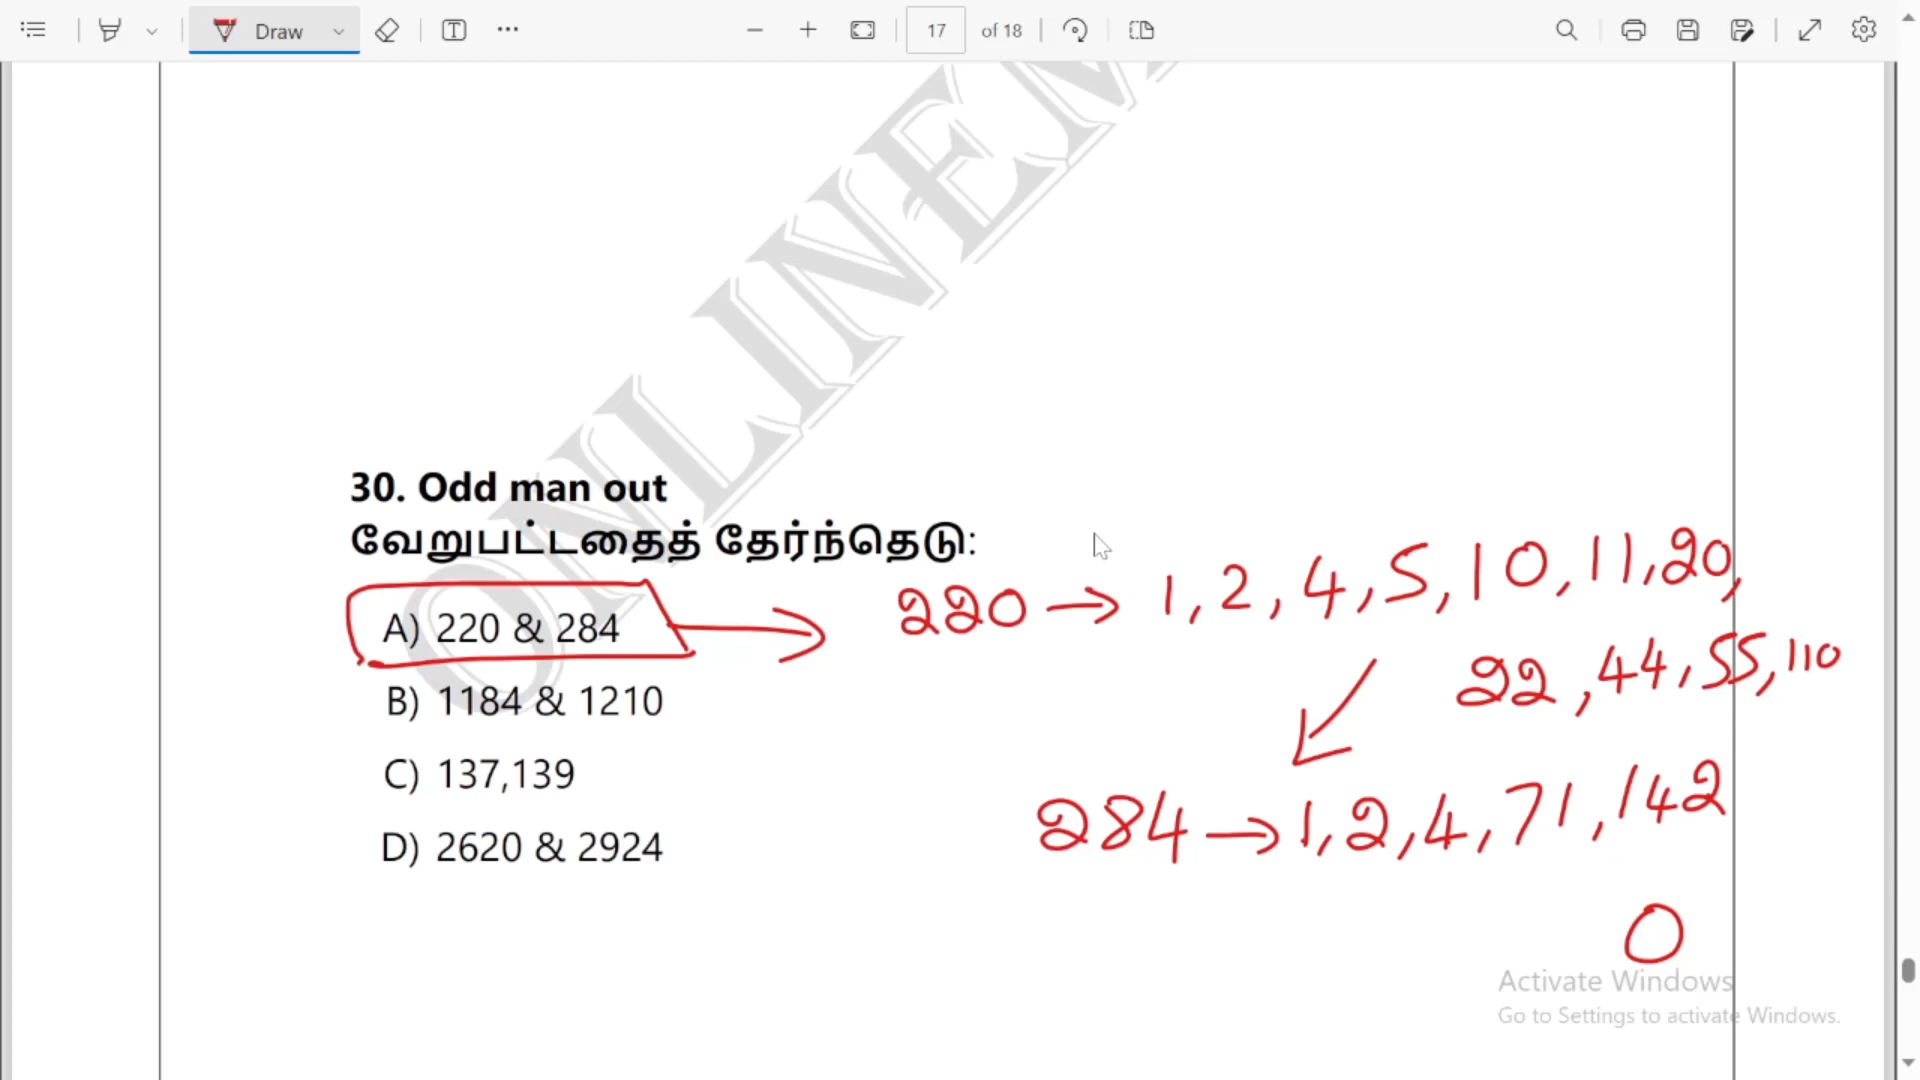 Draw
17 of 18
ONLINEM
30. Odd man out
வேறுபட்டதைத் தேர்ந்தெடு:
A) 220 & 284
B) 1184 & 1210
C) 137,139
D) 2620 & 2924
220 → 1, 2, 4, 5, 10, 11, 20,
22, 44, 55, 110
284 → 1, 2, 4, 71, 142
0
Activate Windows
Go to Settings to activate Windows.